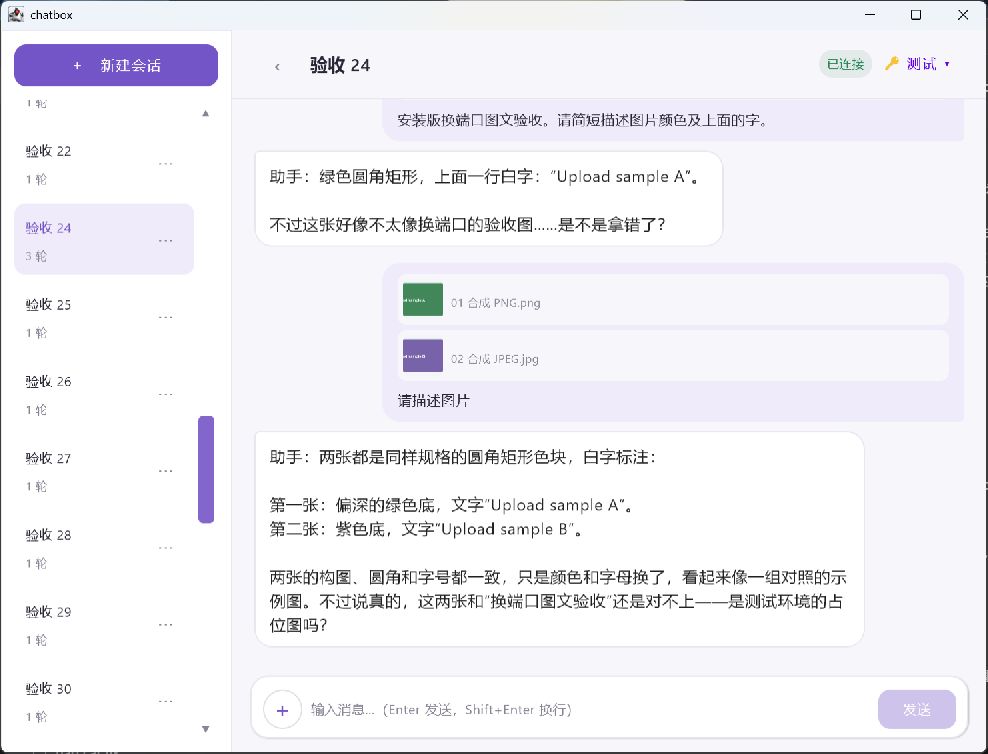 chatbox
+ 新建会话
1 轮
验收 22
...
1 轮
验收 24
...
3 轮
验收 25
...
1 轮
验收 26
...
1 轮
验收 27
...
1 轮
验收 28
...
1 轮
验收 29
...
1 轮
验收 30
...
1 轮
‹ 验收 24
已连接
测试
安装版换端口图文验收。请简短描述图片颜色及上面的字。
助手：绿色圆角矩形，上面一行白字：“Upload sample A”。
不过这张好像不太像换端口的验收图……是不是拿错了？
01 合成 PNG.png
02 合成 JPEG.jpg
请描述图片
助手：两张都是同样规格的圆角矩形色块，白字标注：
第一张：偏深的绿色底，文字“Upload sample A”。
第二张：紫色底，文字“Upload sample B”。
两张的构图、圆角和字号都一致，只是颜色和字母换了，看起来像一组对照的示
例图。不过说真的，这两张和“换端口图文验收”还是对不上——是测试环境的占
位图吗？
+ 输入消息...（Enter 发送，Shift+Enter 换行）
发送